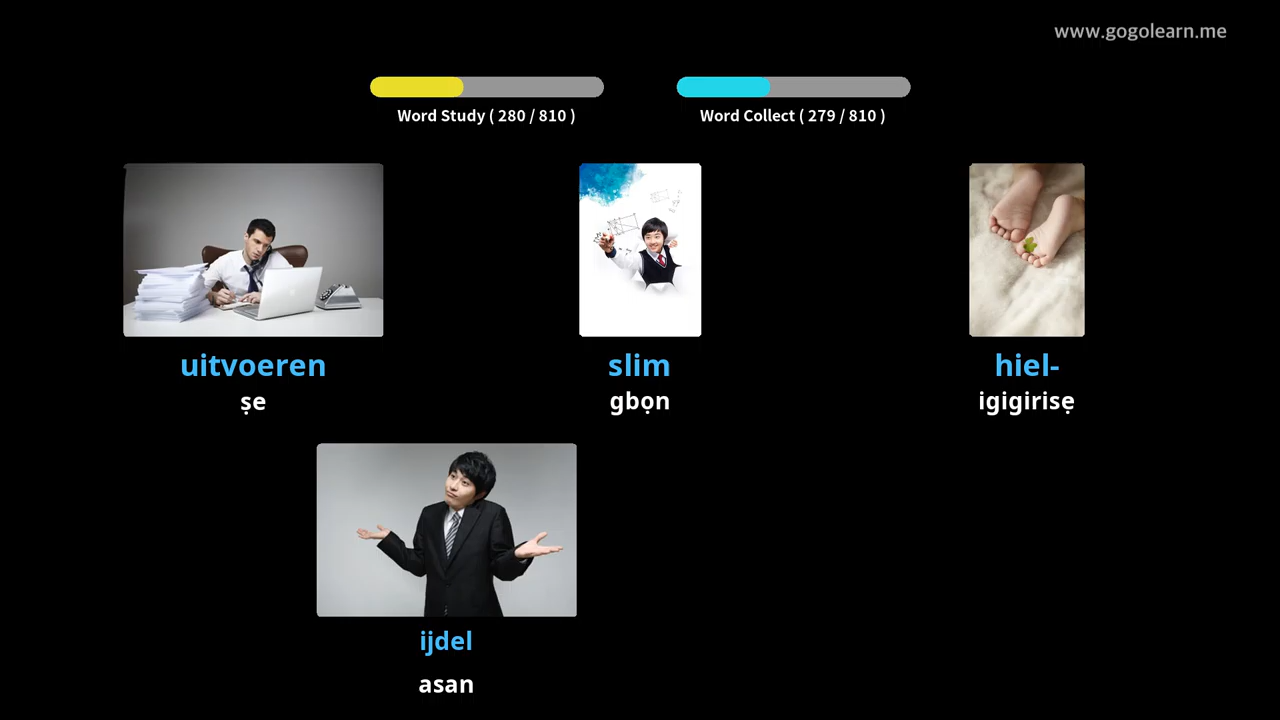 www.gogolearn.me
Word Study ( 280 / 810 )
Word Collect ( 279 / 810 )
uitvoeren
ṣe
slim
gbọn
hiel-
igigirisẹ
ijdel
asan